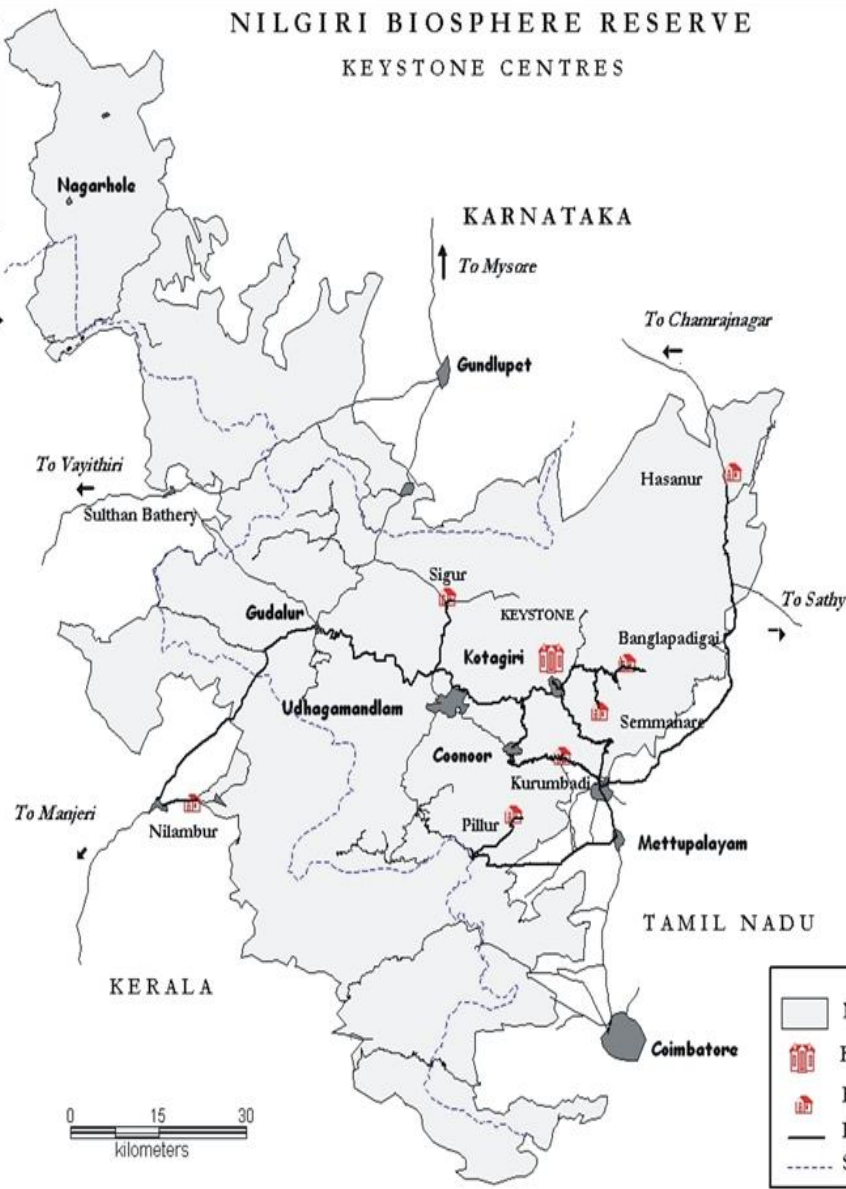 NILGIRI BIOSPHERE RESERVE
KEYSTONE CENTRES
Nagarhole
KARNATAKA
To Mysore
To Chamrajnagar
Gundlupet
To Vayithiri
Hasanur
Sulthan Bathery
Sigur
To Sathy
Gudalur
KEYSTONE
Banglapadigai
Kotagiri
Udhagamandlam
Semmanare
Coonoor
Kurumbadi
To Manjeri
Nilambur
Pillur
Mettupalayam
TAMIL NADU
KERALA
Coimbatore
0 15 30
kilometers